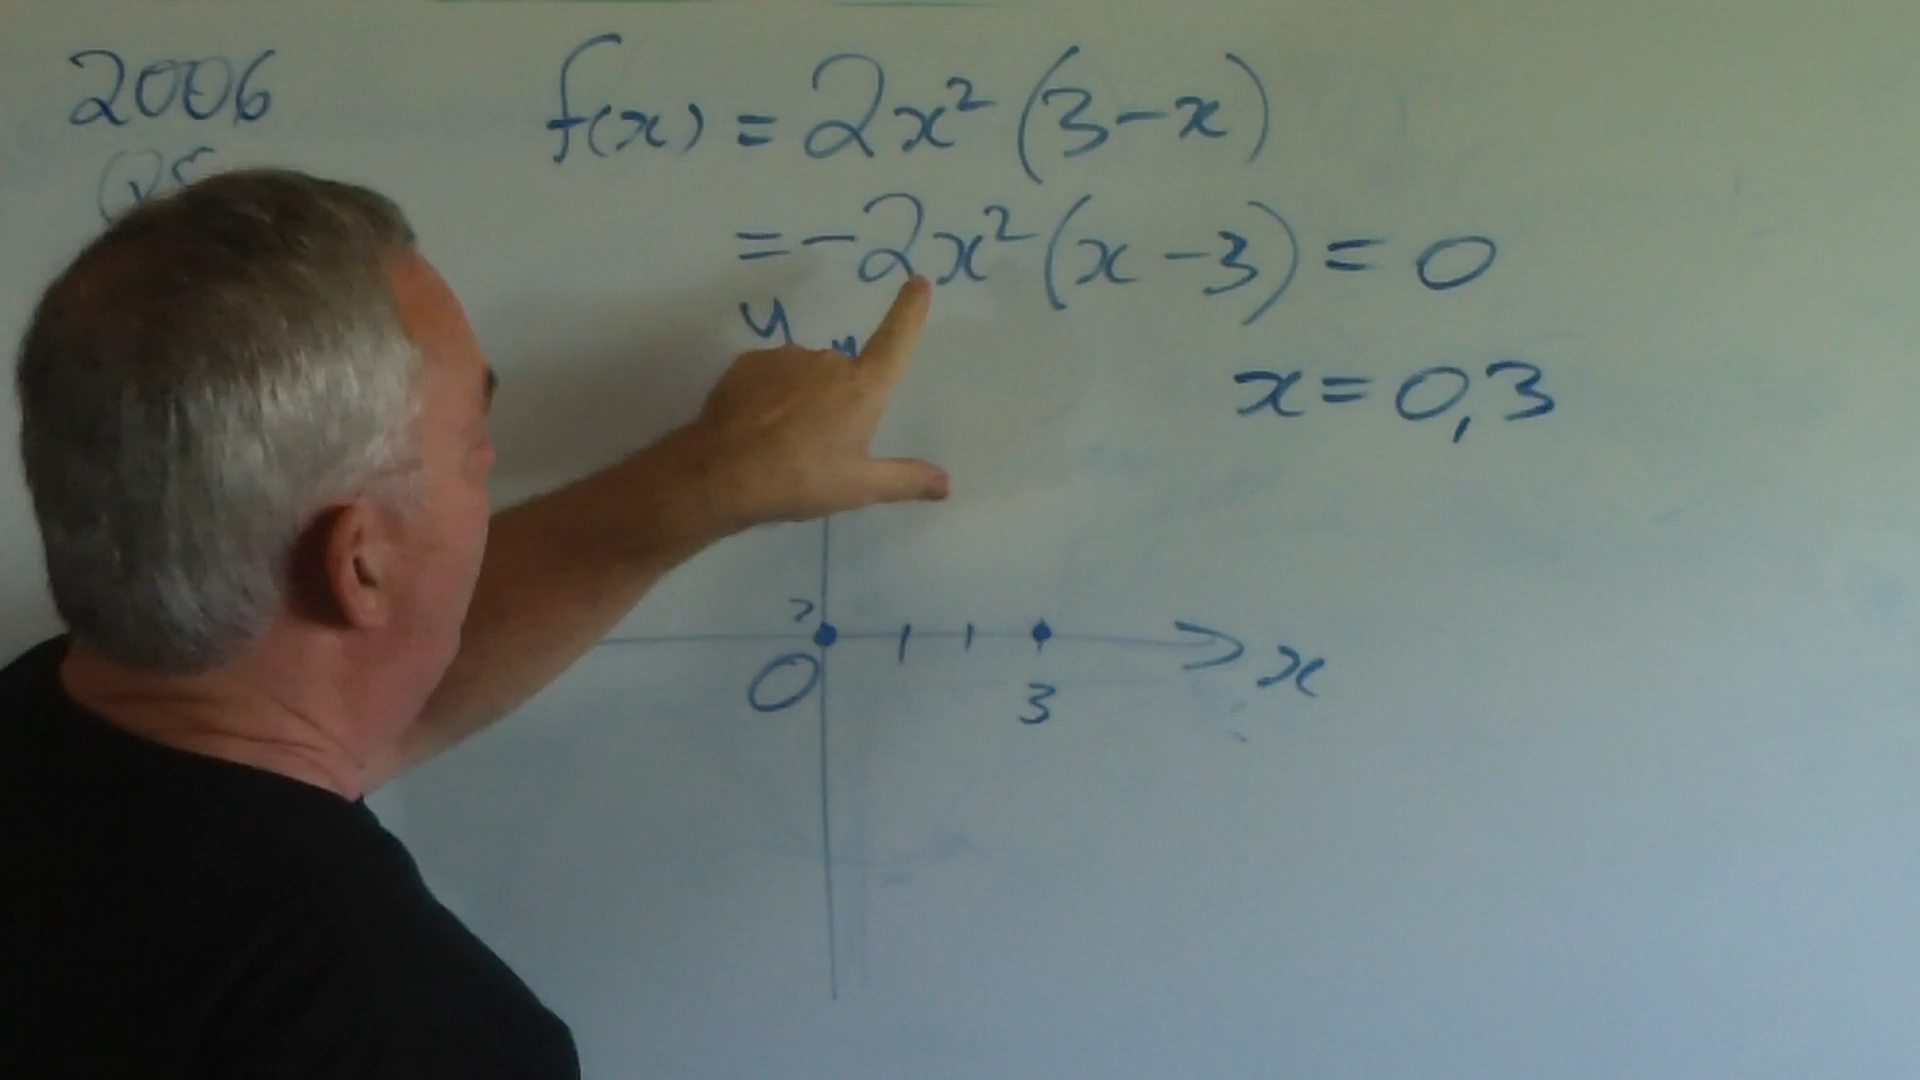 2006
f(x) = 2x² (3-x)
= -2x² (x-3) = 0
y
x = 0,3
0
3
x